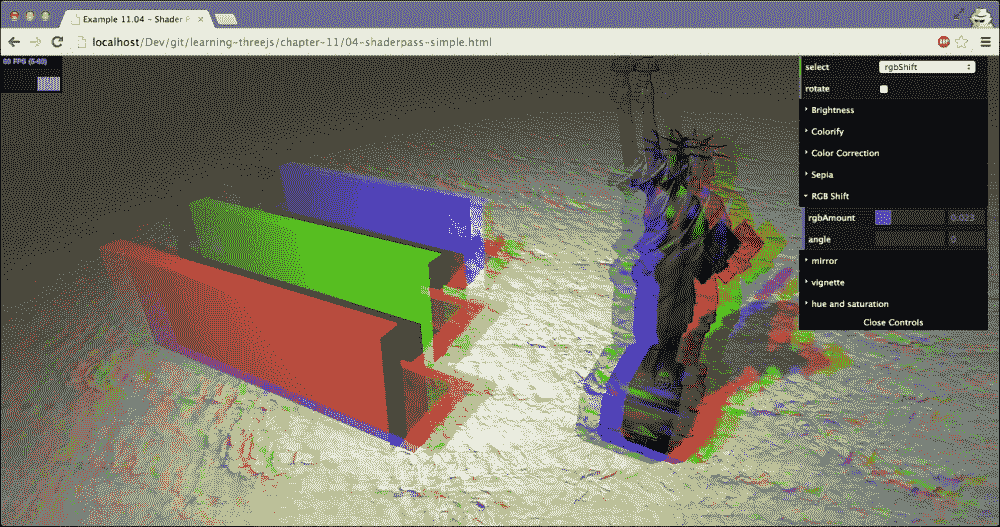 Example 11.04 - Shader P
localhost/Dev/git/learning-threejs/chapter-11/04-shaderpass-simple.html
ABP
60 FPS (5-60)
select rgbShift
rotate
Brightness
Colorify
Color Correction
Sepia
RGB Shift
rgbAmount 0.023
angle 0
mirror
vignette
hue and saturation
Close Controls